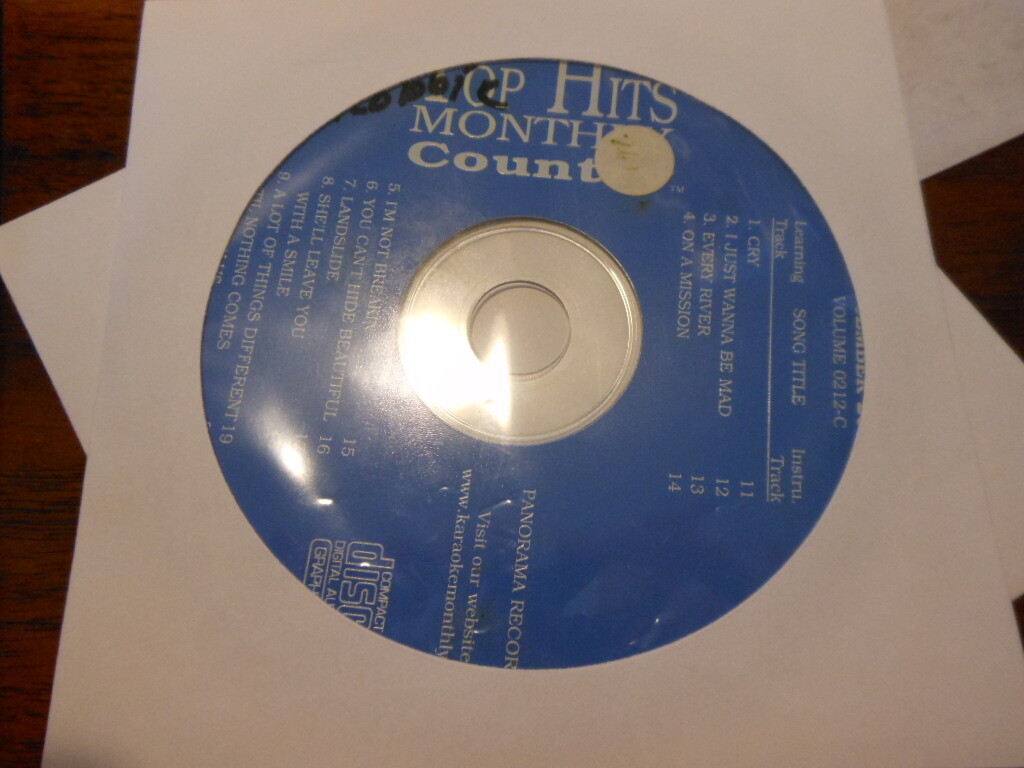 TOP HITS
MONTHLY
Count
VOLUME 0212-C
Learning Track SONG TITLE Instru. Track
1. CRY 11
2. I JUST WANNA BE MAD 12
3. EVERY RIVER 13
4. ON A MISSION 14
5. I'M NOT BREAKIN' 15
6. YOU CAN'T HIDE BEAUTIFUL 16
7. LANDSLIDE
8. SHE'LL LEAVE YOU
WITH A SMILE
9. A LOT OF THINGS DIFFERENT 19
NOTHING COMES
PANORAMA RECOR
Visit our website
www.karaokemonthly
COMPACT
disc
DIGITAL AU
GRAPH